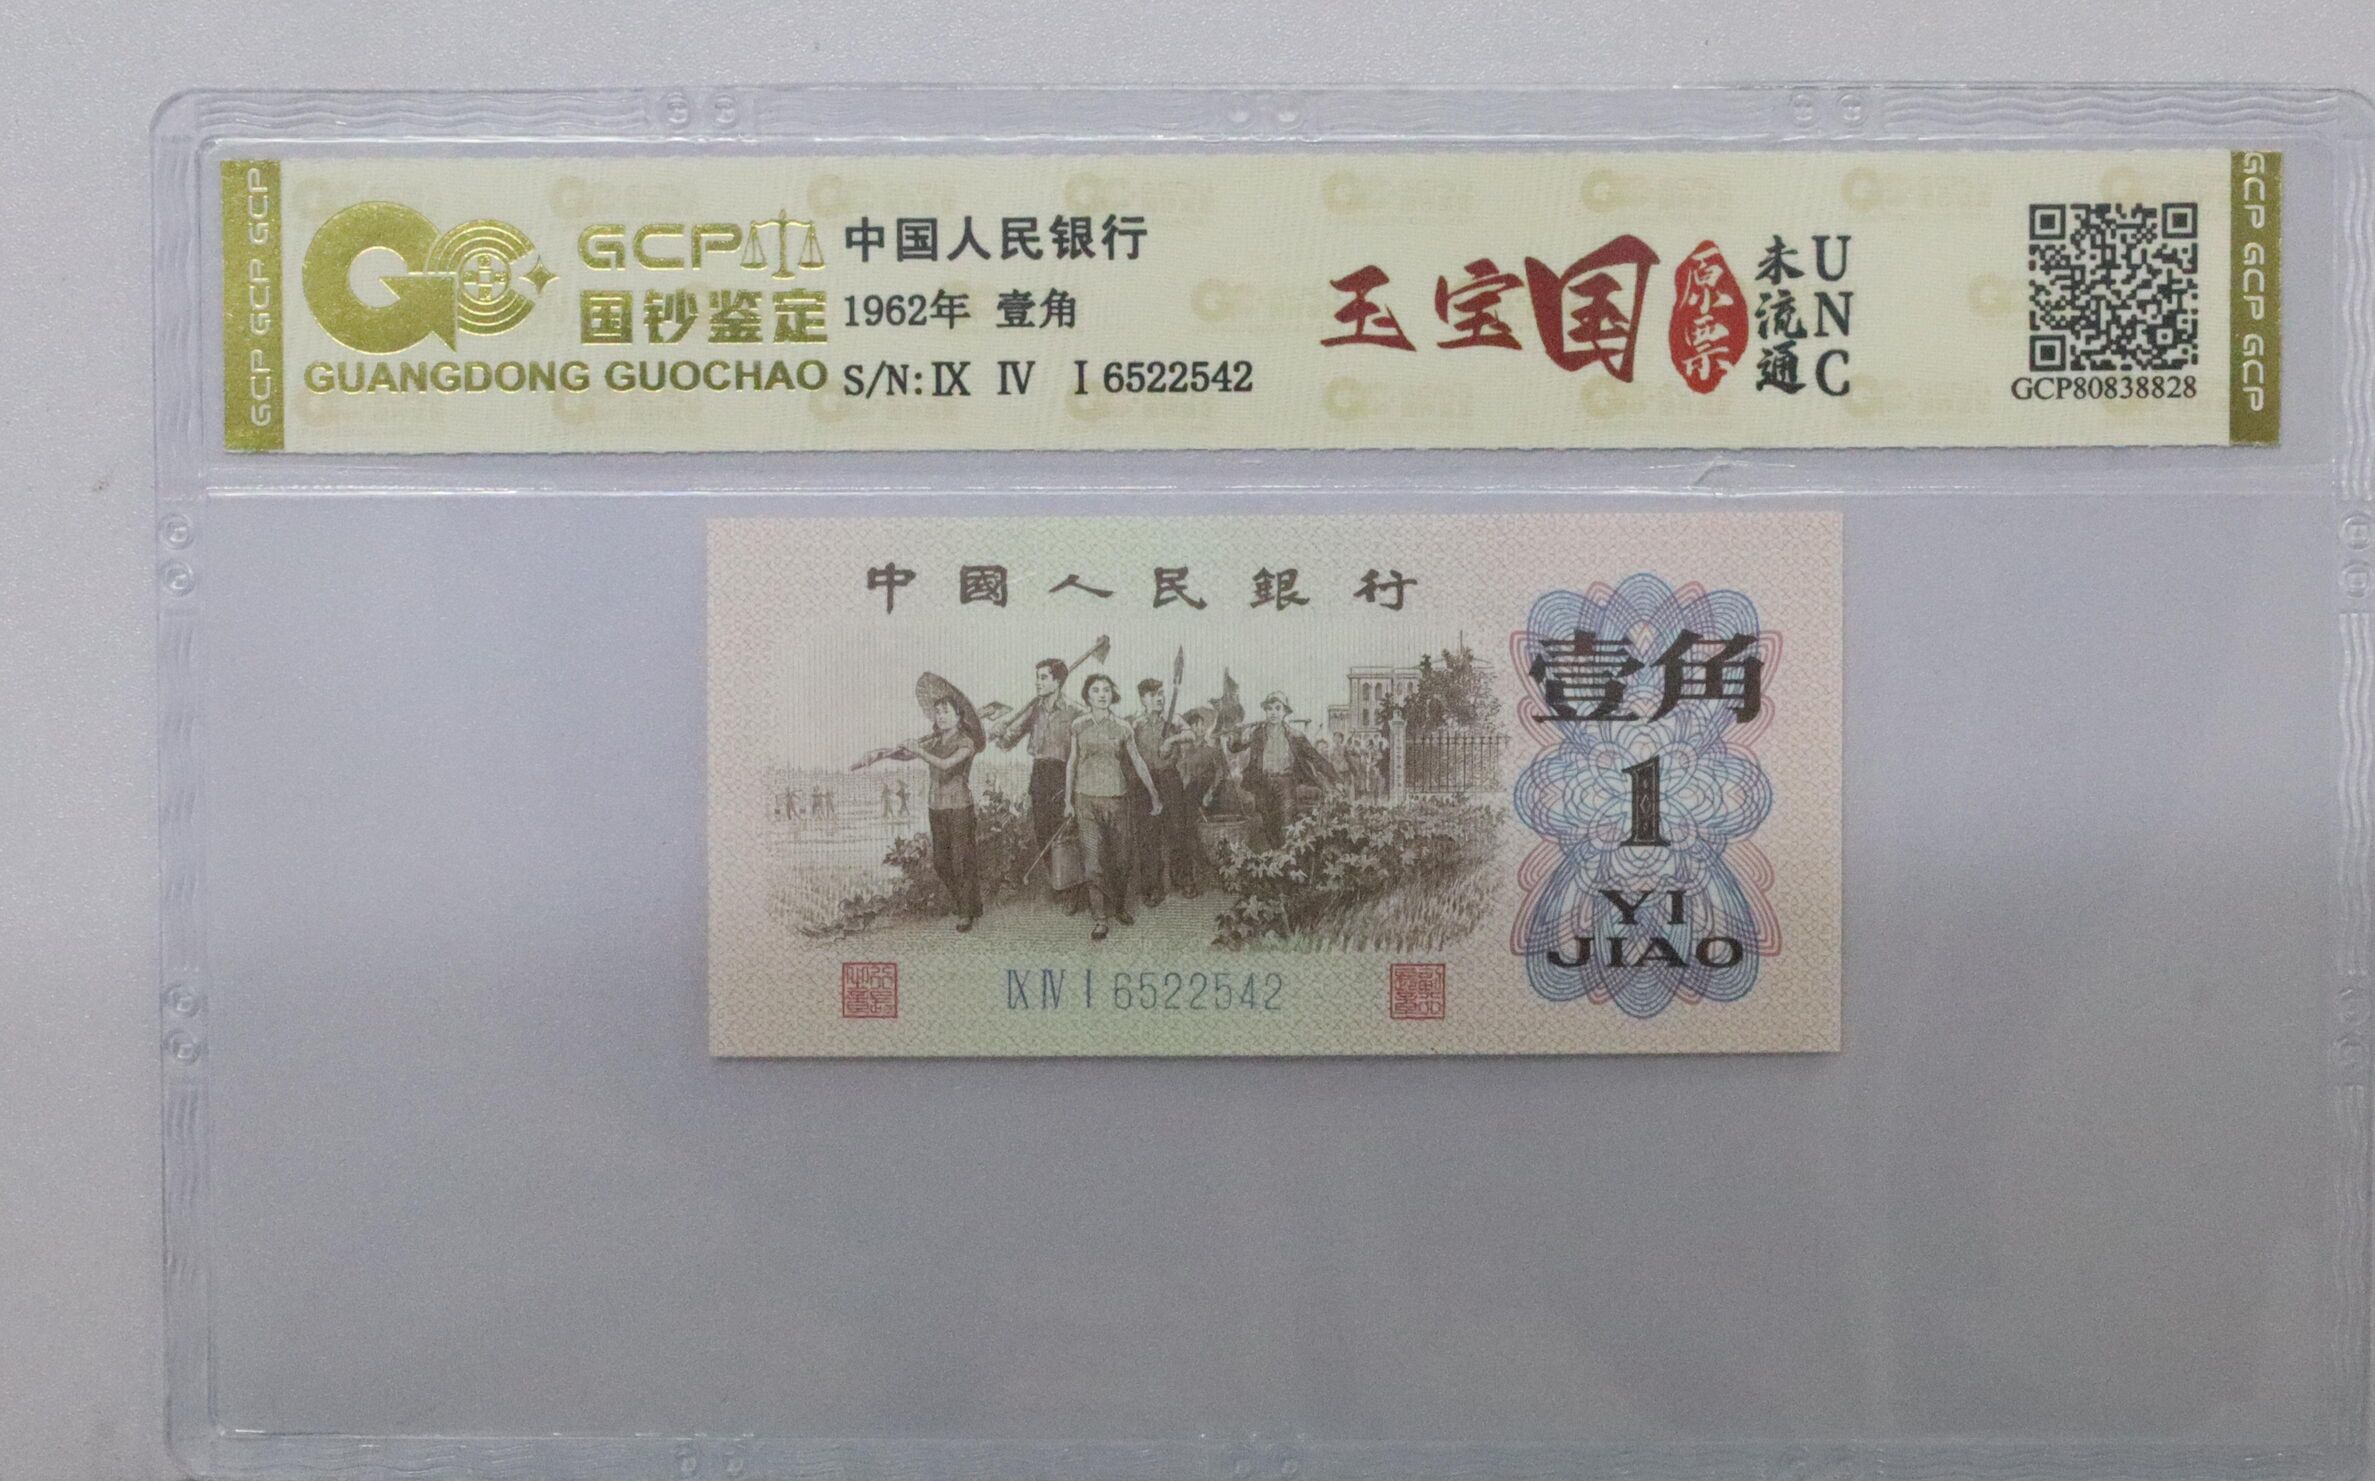 GCP GCP GCP
GCP
国钞鉴定
GUANGDONG GUOCHAO
中国人民银行
1962年 壹角
S/N: IX IV I 6522542
玉宝国
原票
未流通
UNC
GCP80838828
GCP GCP GCP
中國人民銀行
壹角
1
YI
JIAO
IX IV I 6522542